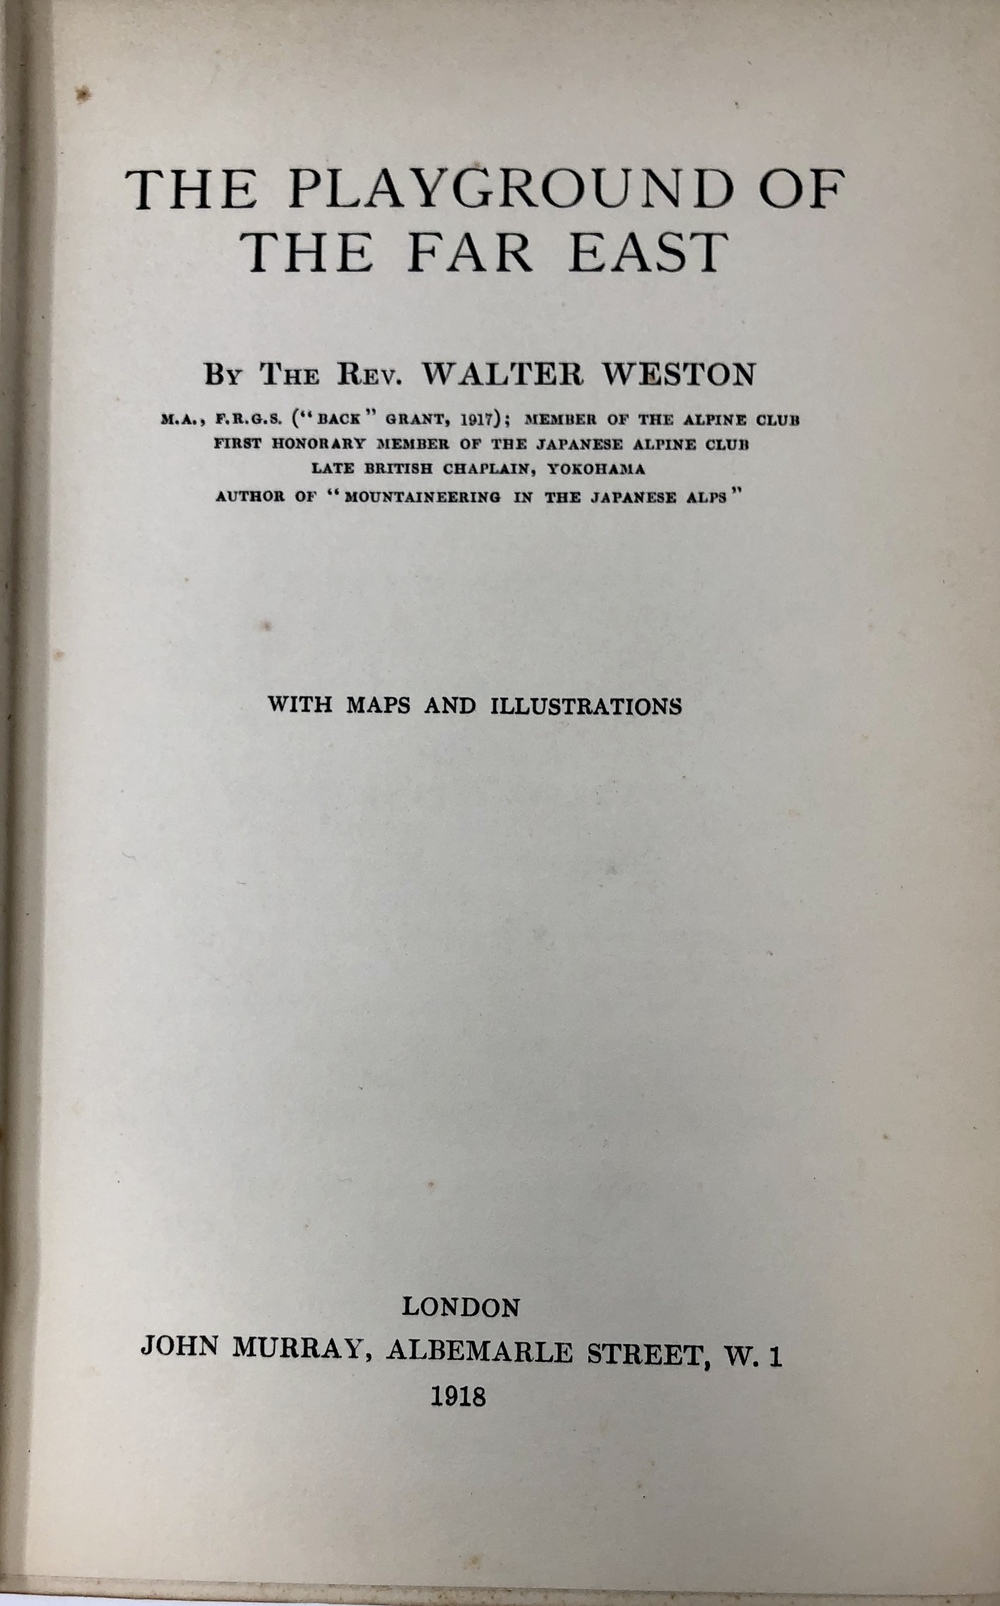 THE PLAYGROUND OF
THE FAR EAST
By The Rev. WALTER WESTON
M.A., F.R.G.S. (“BACK” GRANT, 1917); MEMBER OF THE ALPINE CLUB
FIRST HONORARY MEMBER OF THE JAPANESE ALPINE CLUB
LATE BRITISH CHAPLAIN, YOKOHAMA
AUTHOR OF “MOUNTAINEERING IN THE JAPANESE ALPS”
WITH MAPS AND ILLUSTRATIONS
LONDON
JOHN MURRAY, ALBEMARLE STREET, W. 1
1918